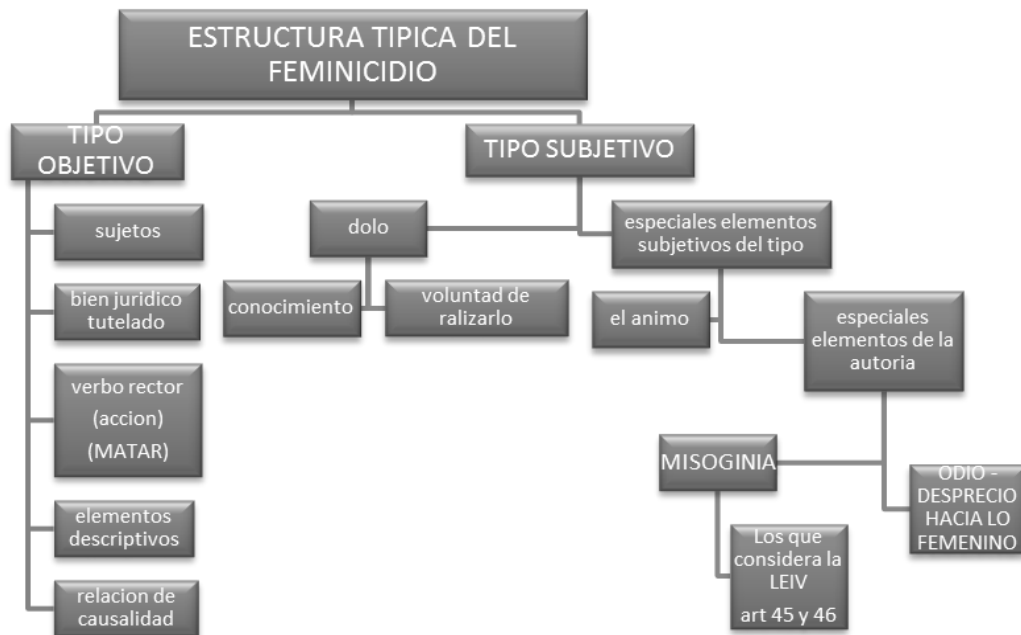 ESTRUCTURA TIPICA DEL
FEMINICIDIO
TIPO
OBJETIVO
sujetos
bien juridico
tutelado
verbo rector
(accion)
(MATAR)
elementos
descriptivos
relacion de
causalidad
TIPO SUBJETIVO
dolo
conocimiento
voluntad de
ralizarlo
especiales elementos
subjetivos del tipo
el animo
especiales
elementos de la
autoria
MISOGINIA
Los que
considera la
LEIV
art 45 y 46
ODIO -
DESPRECIO
HACIA LO
FEMENINO